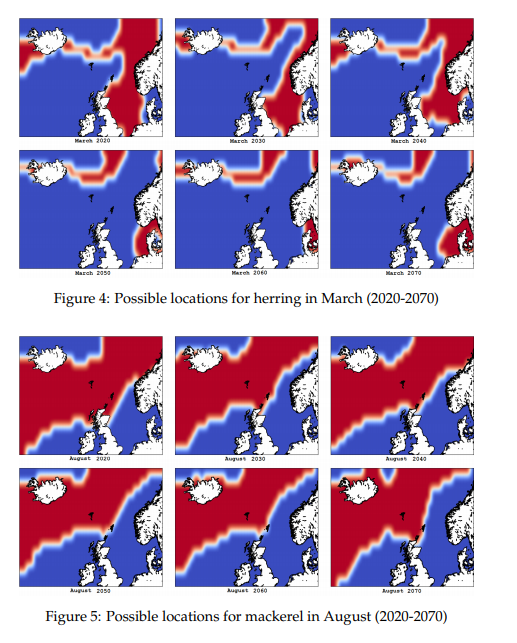 March 2020
March 2030
March 2040
March 2050
March 2060
March 2070
Figure 4: Possible locations for herring in March (2020-2070)
August 2020
August 2030
August 2040
August 2050
August 2060
August 2070
Figure 5: Possible locations for mackerel in August (2020-2070)